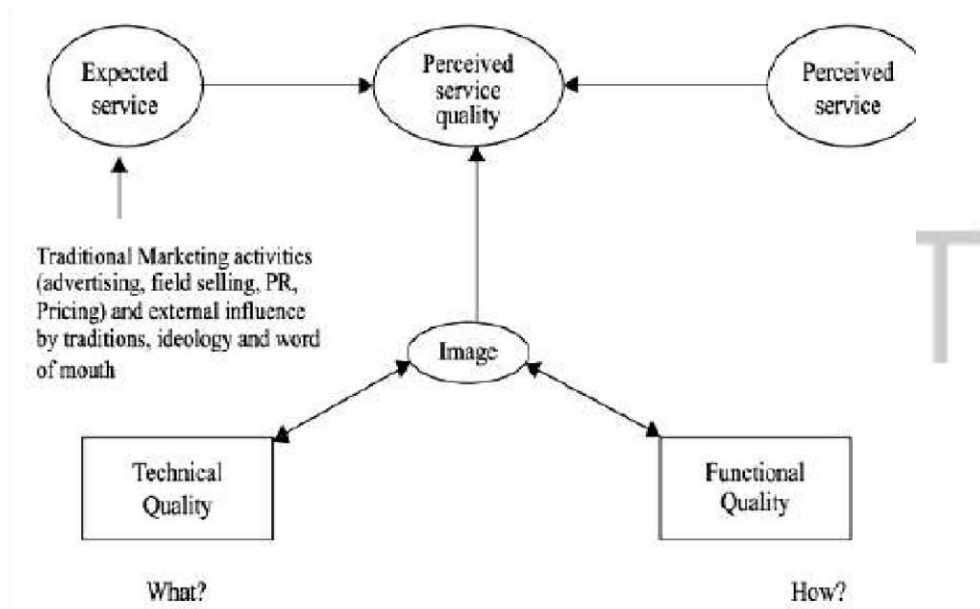 Expected
service
Perceived
service
quality
Perceived
service
Traditional Marketing activities
(advertising, field selling, PR,
Pricing) and external influence
by traditions, ideology and word
of mouth
Image
Technical
Quality
Functional
Quality
What?
How?
T